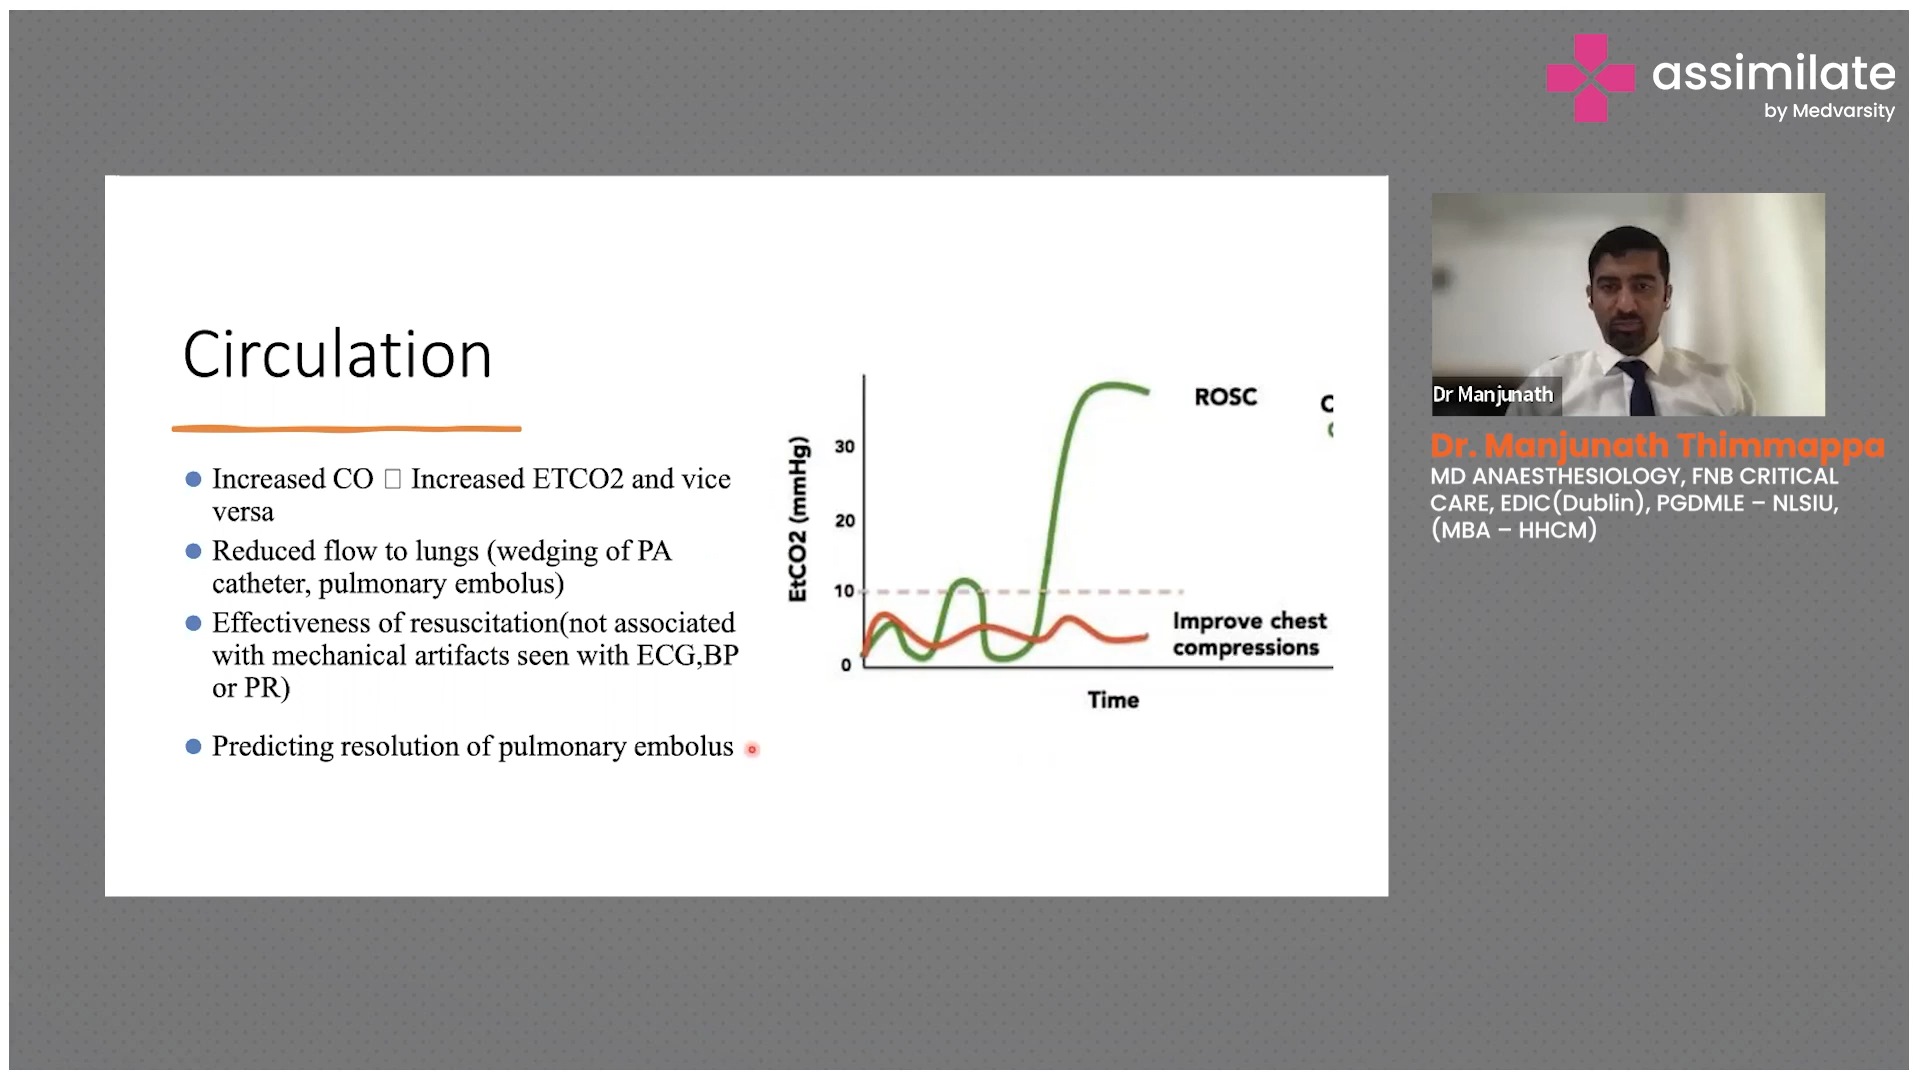 assimilate
by Medvarsity
Circulation
Increased CO □ Increased ETCO2 and vice
versa
Reduced flow to lungs (wedging of PA
catheter, pulmonary embolus)
Effectiveness of resuscitation(not associated
with mechanical artifacts seen with ECG,BP
or PR)
Predicting resolution of pulmonary embolus
EtCO2 (mmHg)
30
20
10
0
ROSC
Improve chest
compressions
Time
Dr Manjunath
Dr. Manjunath Thimmappa
MD ANAESTHESIOLOGY, FNB CRITICAL
CARE, EDIC(Dublin), PGDMLE – NLSIU,
(MBA – HHCM)